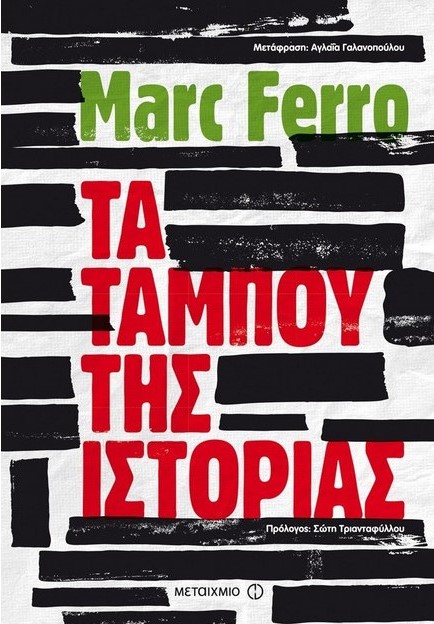 Μετάφραση: Αγλαΐα Γαλανοπούλου
Marc Ferro
ΤΑ
ΤΑΜΠΟΥ
ΤΗΣ
ΙΣΤΟΡΙΑΣ
Πρόλογος: Σώτη Τριανταφύλλου
ΜΕΤΑΙΧΜΙΟ